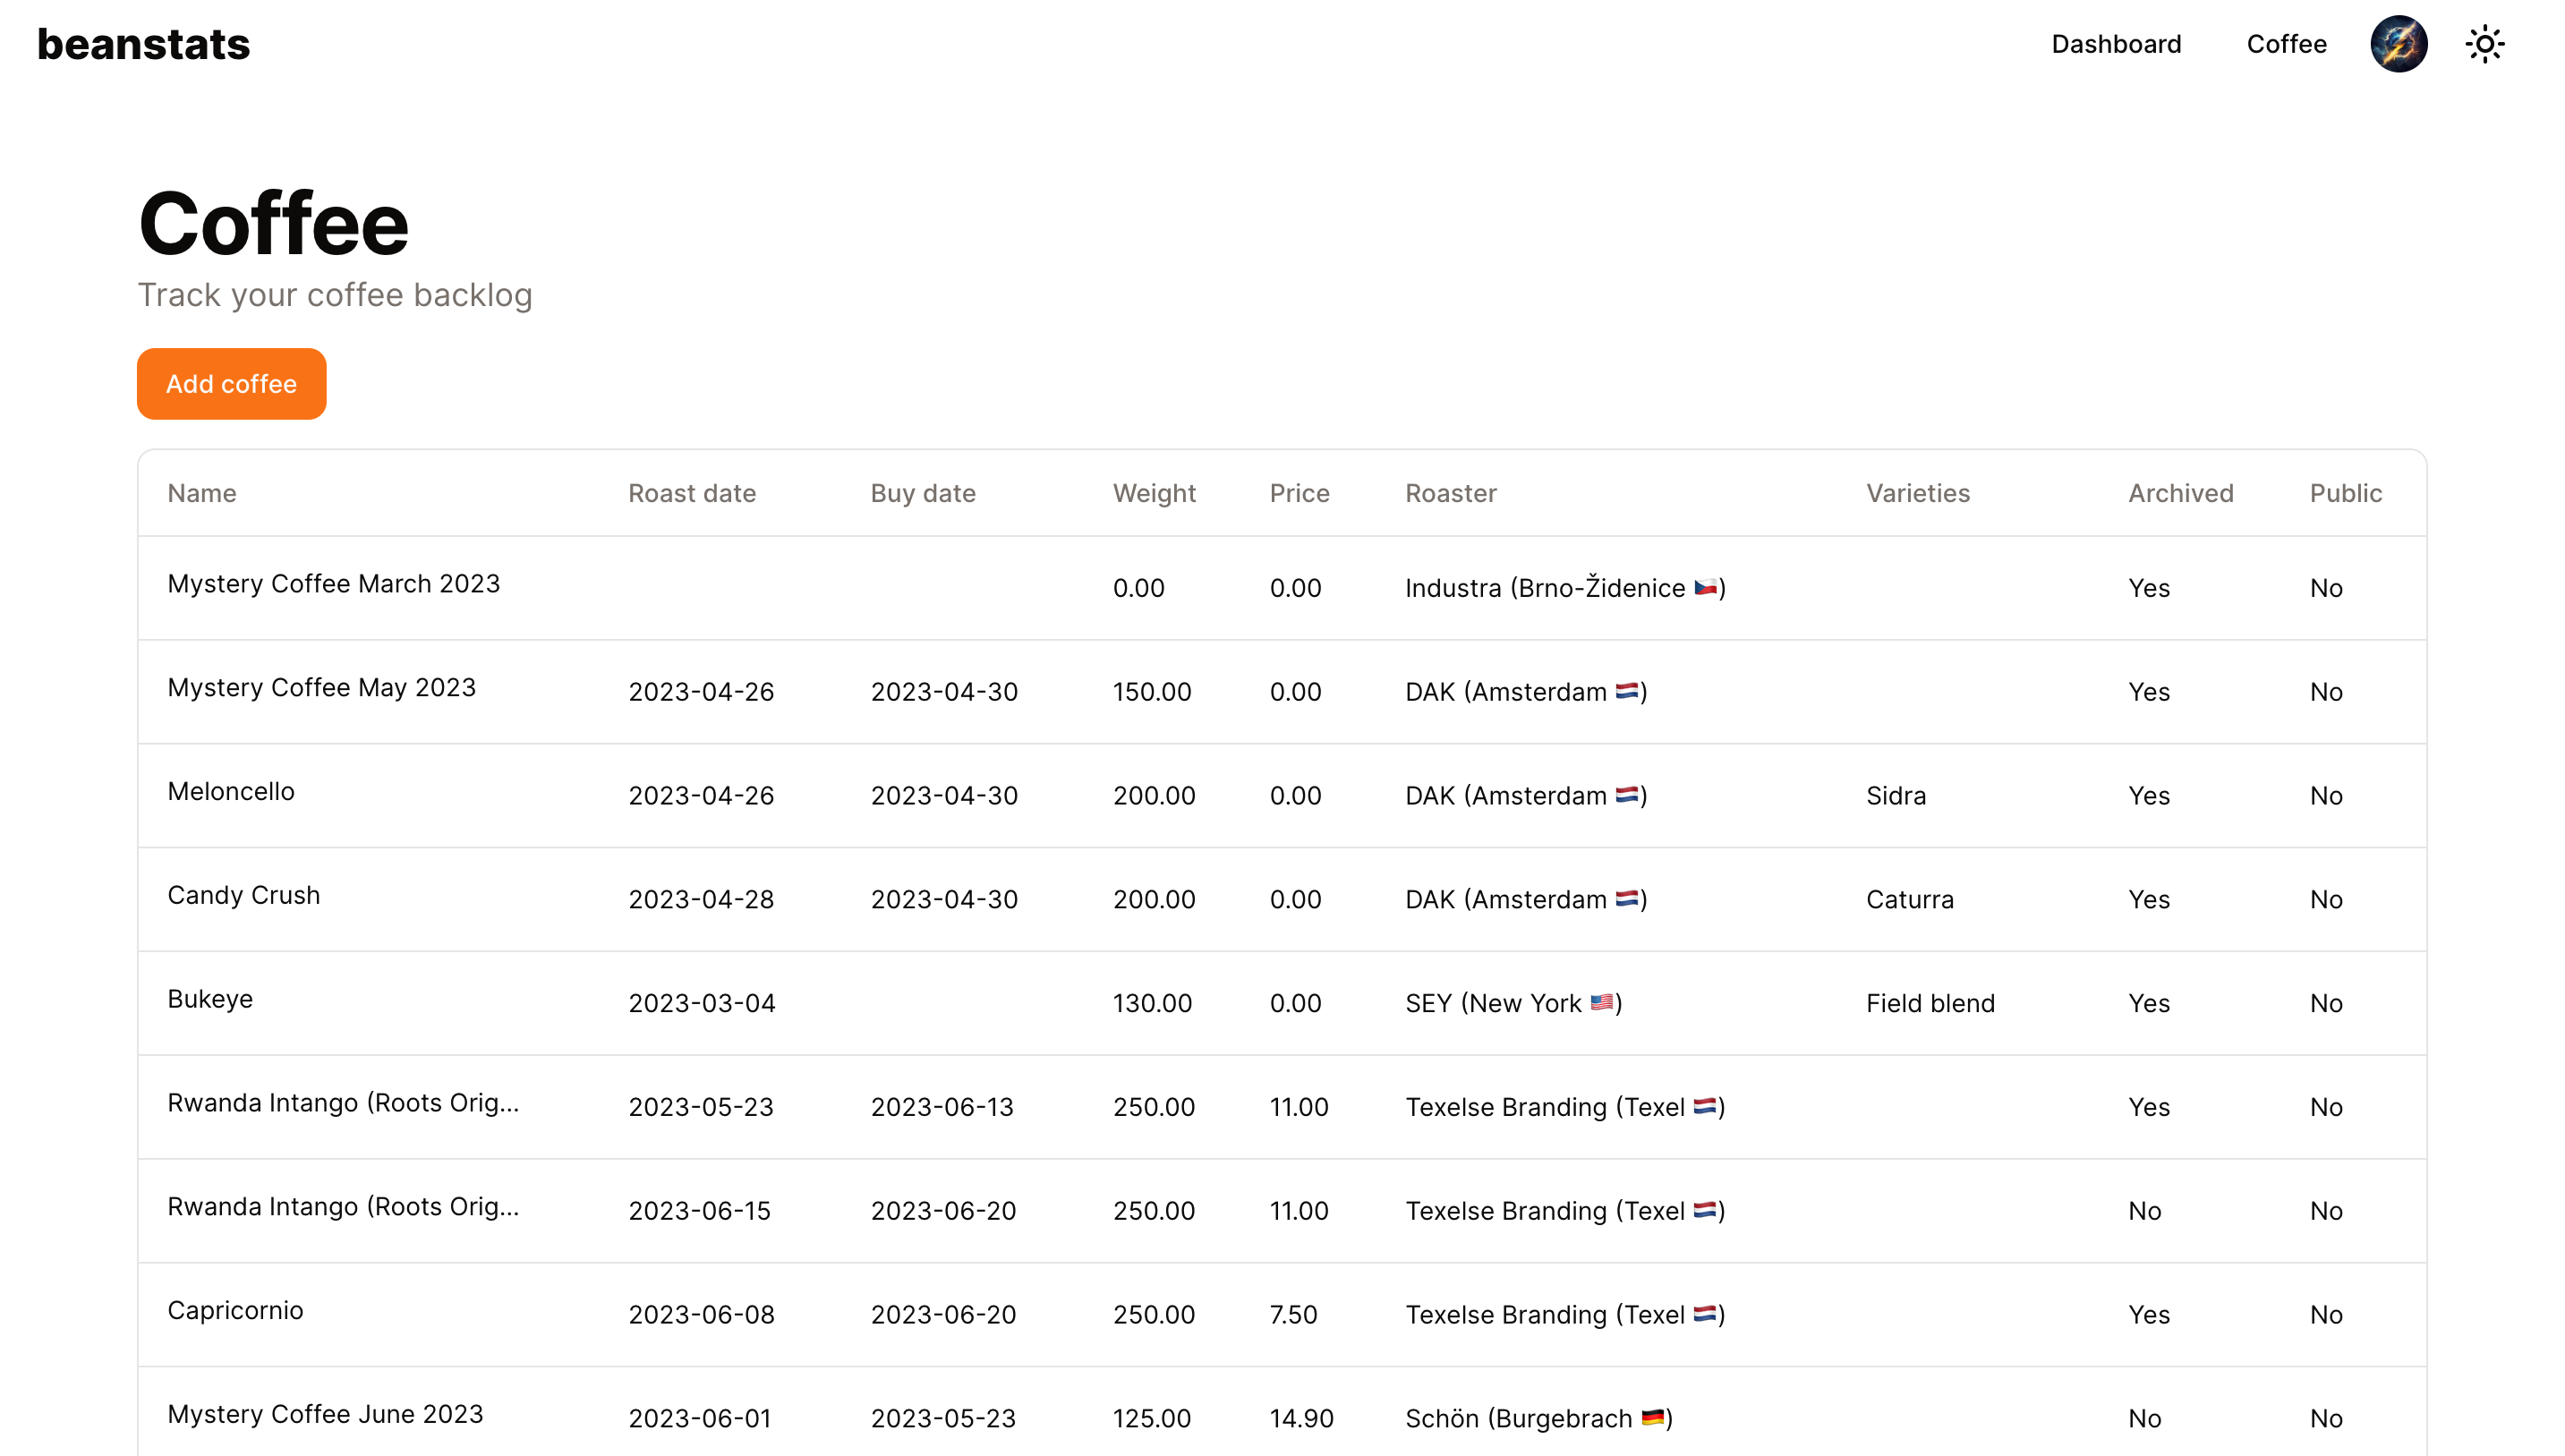 beanstats Dashboard Coffee
Coffee
Track your coffee backlog
Add coffee
Name Roast date Buy date Weight Price Roaster Varieties Archived Public
Mystery Coffee March 2023 0.00 0.00 Industra (Brno-Židenice 🇨🇿) Yes No
Mystery Coffee May 2023 2023-04-26 2023-04-30 150.00 0.00 DAK (Amsterdam 🇳🇱) Yes No
Meloncello 2023-04-26 2023-04-30 200.00 0.00 DAK (Amsterdam 🇳🇱) Sidra Yes No
Candy Crush 2023-04-28 2023-04-30 200.00 0.00 DAK (Amsterdam 🇳🇱) Caturra Yes No
Bukeye 2023-03-04 130.00 0.00 SEY (New York 🇺🇸) Field blend Yes No
Rwanda Intango (Roots Orig... 2023-05-23 2023-06-13 250.00 11.00 Texelse Branding (Texel 🇳🇱) Yes No
Rwanda Intango (Roots Orig... 2023-06-15 2023-06-20 250.00 11.00 Texelse Branding (Texel 🇳🇱) No No
Capricornio 2023-06-08 2023-06-20 250.00 7.50 Texelse Branding (Texel 🇳🇱) Yes No
Mystery Coffee June 2023 2023-06-01 2023-05-23 125.00 14.90 Schön (Burgebrach 🇩🇪) No No